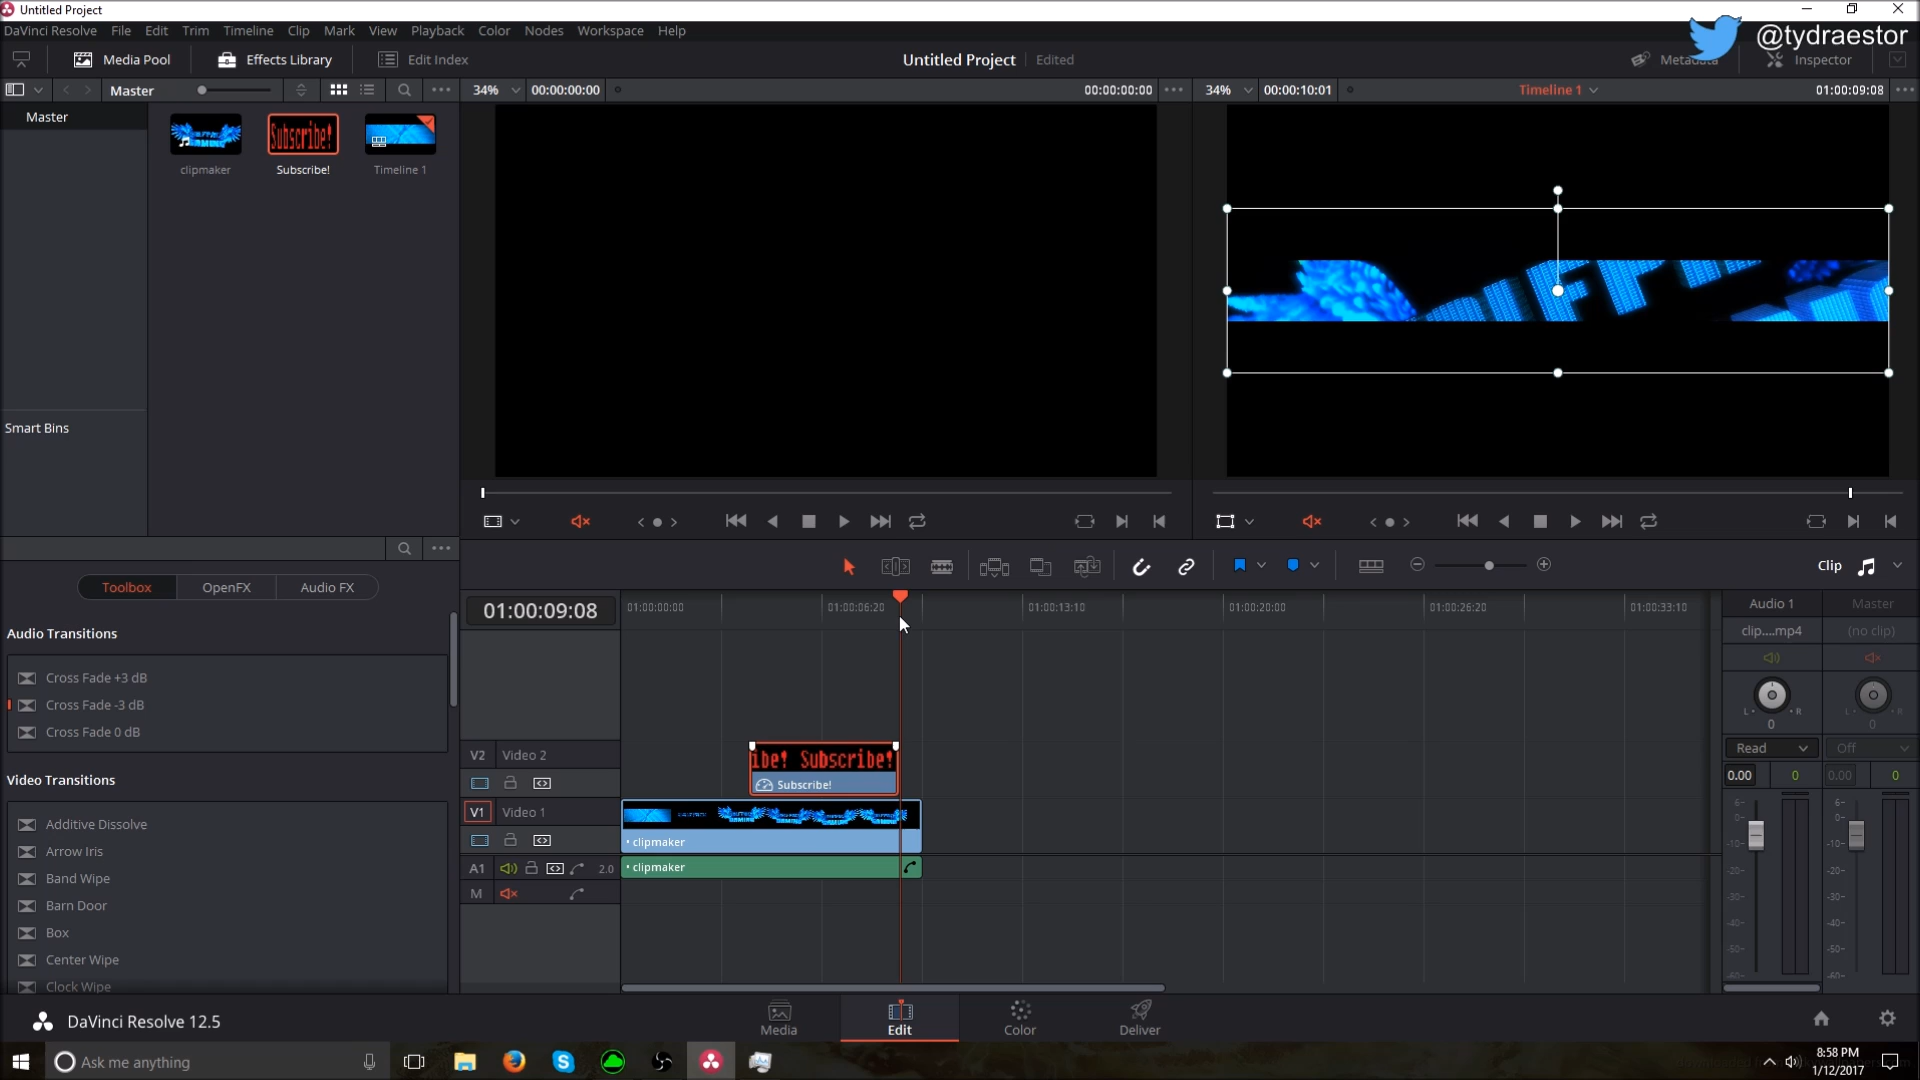 Untitled Project
DaVinci Resolve File Edit Trim Timeline Clip Mark View Playback Color Nodes Workspace Help
@tydraestor
Media Pool Effects Library Edit Index Untitled Project Edited Inspector
Master 34% 00:00:00:00 00:00:00:00 34% 00:00:10:01 Timeline 1 01:00:09:08
Master
Subscribe!
clipmaker Subscribe! Timeline 1
Smart Bins
Toolbox OpenFX Audio FX
Clip
01:00:09:08 01:00:00:00 01:00:06:20 01:00:13:10 01:00:20:00 01:00:26:20 01:00:33:10
Audio 1 Master
clip....mp4 (no clip)
Audio Transitions
Cross Fade +3 dB
Cross Fade -3 dB
Cross Fade 0 dB
L R L R
0 0
Read Off
0.00 0 0.00 0
V2 Video 2
ibe! Subscribe!
Subscribe!
Video Transitions
V1 Video 1
clipmaker
A1 2.0 clipmaker
M
Additive Dissolve
Arrow Iris
Band Wipe
Barn Door
Box
Center Wipe
Clock Wipe
DaVinci Resolve 12.5 Media Edit Color Deliver
Ask me anything 8:58 PM
1/12/2017